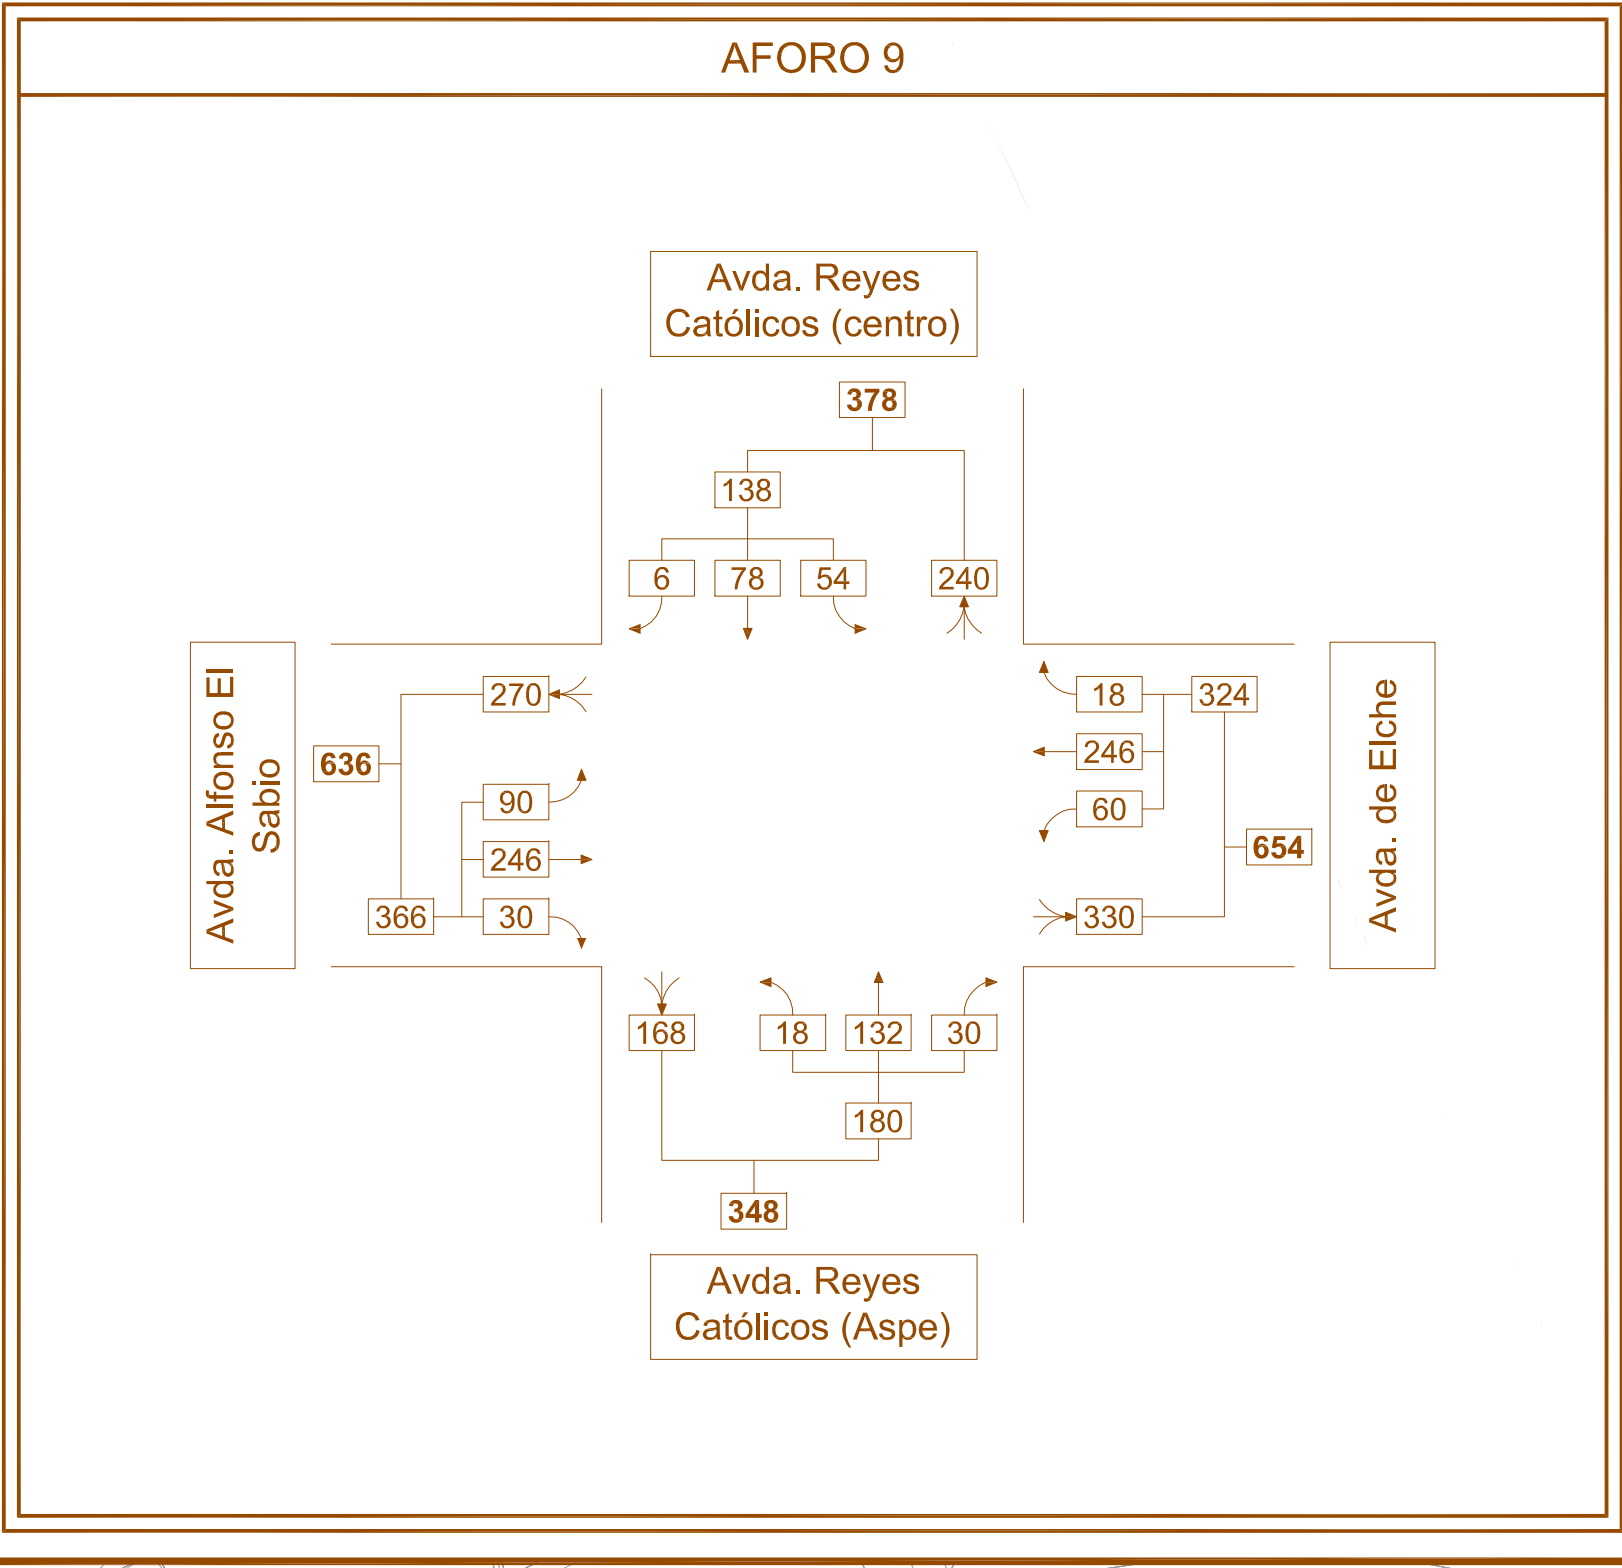 AFORO 9
Avda. Reyes
Católicos (centro)
378
138
6 78 54 240
Avda. Alfonso El
Sabio
636
270
90
246
30
366
18
246
60
324
330
654
Avda. de Elche
168 18 132 30
180
348
Avda. Reyes
Católicos (Aspe)